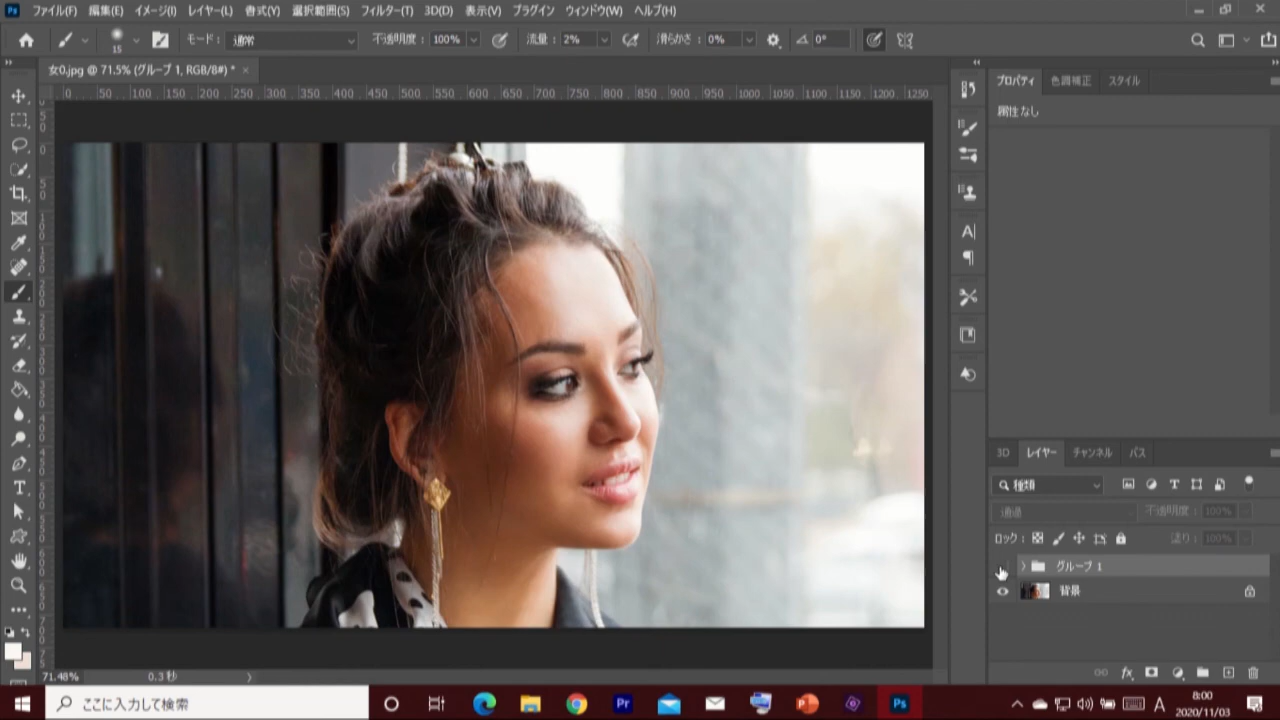 Ps ファイル(F) 編集(E) イメージ(I) レイヤー(L) 書式(Y) 選択範囲(S) フィルター(T) 3D(D) 表示(V) プラグイン ウィンドウ(W) ヘルプ(H)
15 モード： 通常 不透明度： 100% 流量： 2% 滑らかさ： 0% 0°
女0.jpg @ 71.5% (グループ 1, RGB/8#) * ×
0 50 100 150 200 250 300 350 400 450 500 550 600 650 700 750 800 850 900 950 1000 1050 1100 1150 1200 1250
プロパティ 色調補正 スタイル
属性なし
3D レイヤー チャンネル パス
種類
通過 不透明度： 100%
ロック： 塗り： 100%
グループ 1
背景
71.48% 0.3 秒
ここに入力して検索
Pr
Ps
A
8:00
2020/11/03